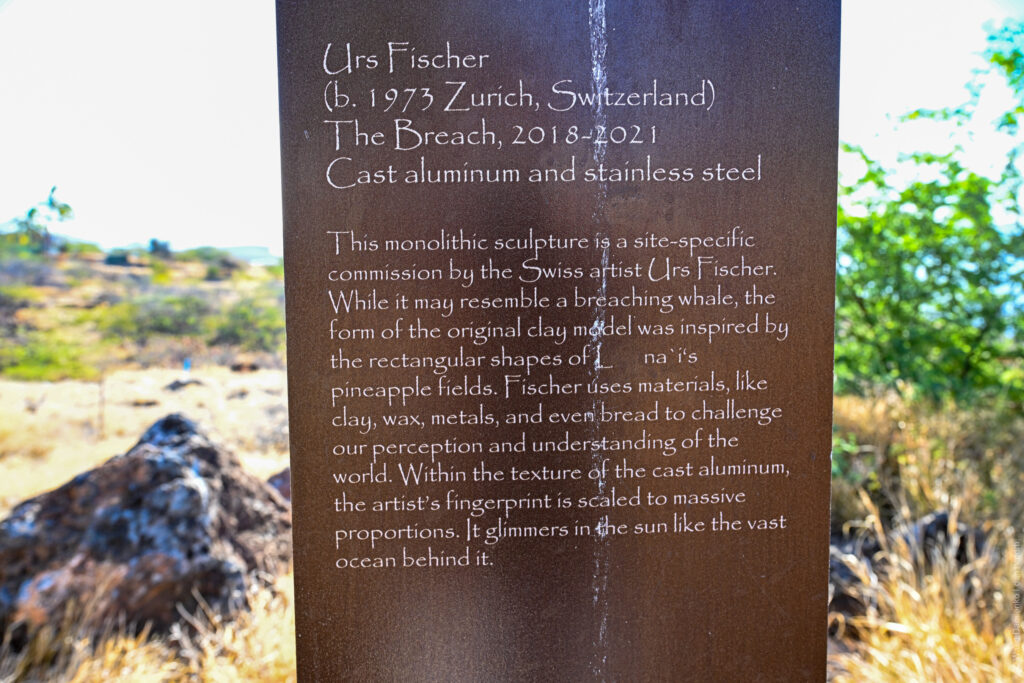 Urs Fischer
(b. 1973 Zurich, Switzerland)
The Breach, 2018-2021
Cast aluminum and stainless steel
This monolithic sculpture is a site-specific
commission by the Swiss artist Urs Fischer.
While it may resemble a breaching whale, the
form of the original clay model was inspired by
the rectangular shapes of L na`i‘s
pineapple fields. Fischer uses materials, like
clay, wax, metals, and even bread to challenge
our perception and understanding of the
world. Within the texture of the cast aluminum,
the artist’s fingerprint is scaled to massive
proportions. It glimmers in the sun like the vast
ocean behind it.